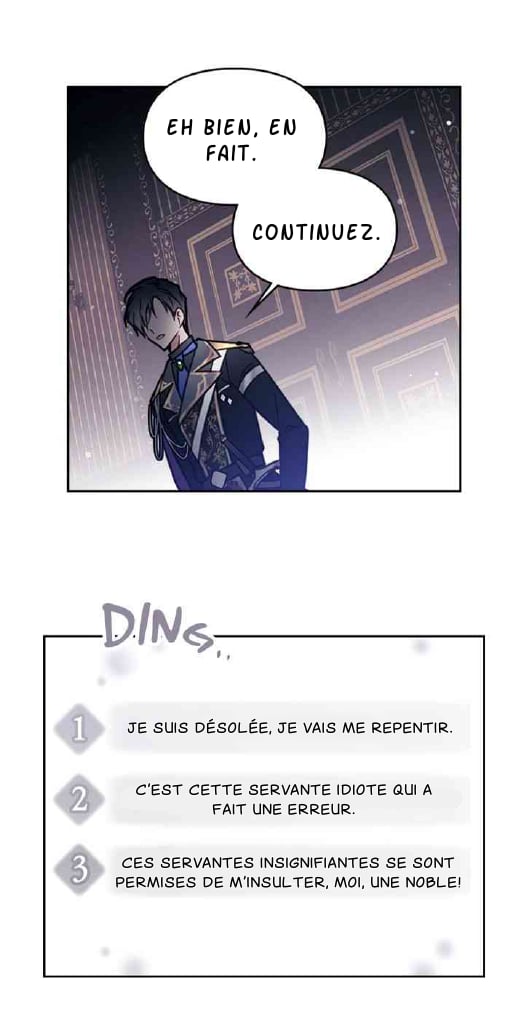 EH BIEN, EN
FAIT.
CONTINUEZ.
DING..
1 JE SUIS DÉSOLÉE, JE VAIS ME REPENTIR.
2 C'EST CETTE SERVANTE IDIOTE QUI A
FAIT UNE ERREUR.
3 CES SERVANTES INSIGNIFIANTES SE SONT
PERMISES DE M'INSULTER, MOI, UNE NOBLE!